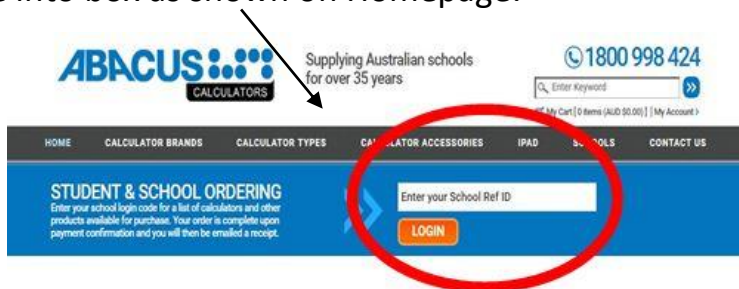 into box as shown on Homepage.
ABACUS
CALCULATORS
Supplying Australian schools
for over 35 years
1800 998 424
Enter Keyword
My Cart [ 0 items (AUD $0.00) ] | My Account >
HOME CALCULATOR BRANDS CALCULATOR TYPES CALCULATOR ACCESSORIES IPAD SCHOOLS CONTACT US
STUDENT & SCHOOL ORDERING
Enter your school login code for a list of calculators and other
products available for purchase. Your order is complete upon
payment confirmation and you will then be emailed a receipt.
Enter your School Ref ID
LOGIN